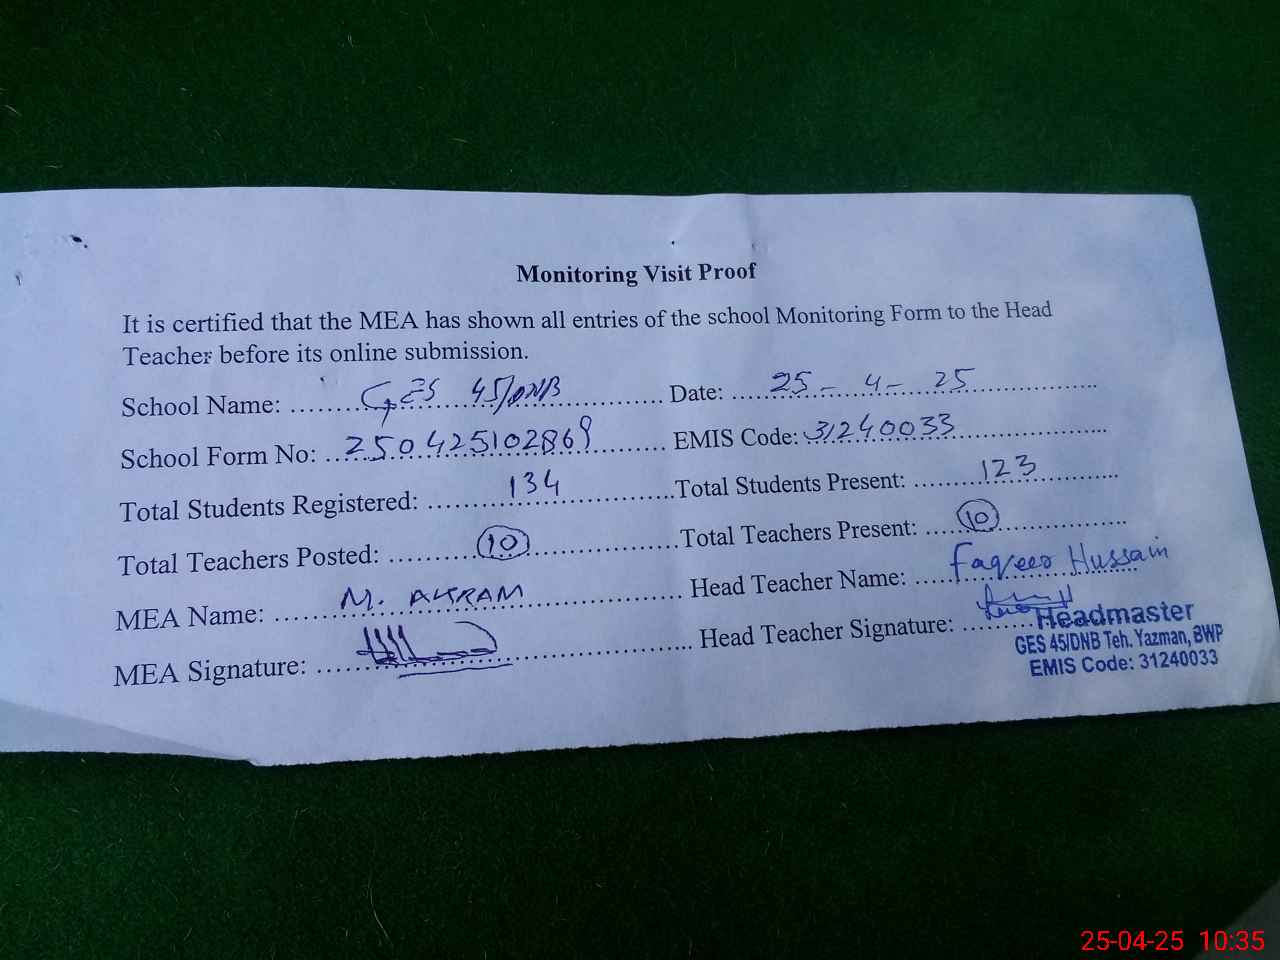 Monitoring Visit Proof
It is certified that the MEA has shown all entries of the school Monitoring Form to the Head
Teacher before its online submission.
School Name: ........ GES 45/DNB ............ Date: ... 25 - 4 - 25 ............
School Form No: .. 250425102869 .......... EMIS Code: 31240033 ............
Total Students Registered: ........ 134 ............ Total Students Present: ........ 123 ............
Total Teachers Posted: ........ 10 ............ Total Teachers Present: .... 10 ............
MEA Name: ........ M. AKRAM ............ Head Teacher Name: .... Faqeer Hussain
MEA Signature: ............ Head Teacher Signature: ........
Headmaster
GES 45/DNB Teh. Yazman, BWP
EMIS Code: 31240033
25-04-25 10:35